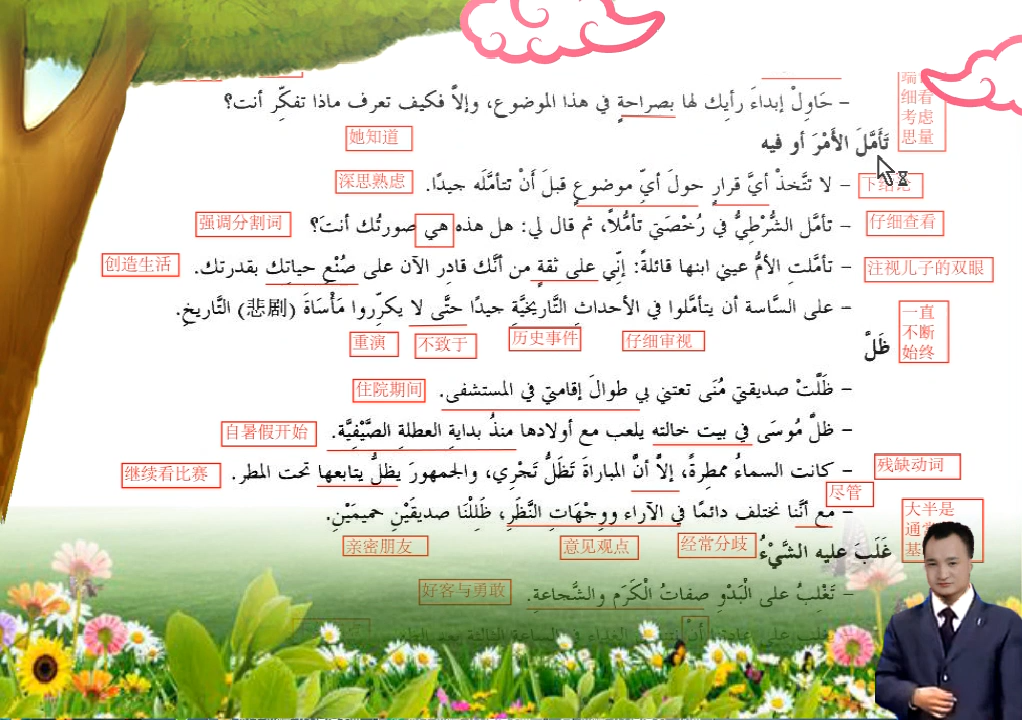 – حَاوِلْ إبداءَ رأيِك لها بصراحةٍ في هذا الموضوع، وإلاَّ فكيف تعرف ماذا تفكّر أنت؟
细看
考虑
思量
她知道
تَأَمَّلَ الأَمْرَ أو فيه
– لا تتَّخذْ أيَّ قرارٍ حولَ أيِّ موضوعٍ قبلَ أَنْ تتأمَّلَه جيدًا.
深思熟虑
下结论
– تأمَّل الشُّرْطِيُّ في رُخْصَتِي تأمُّلاً، ثم قال لي: هل هذه هي صورتُك أنتَ؟
强调分割词
仔细查看
– تأمَّلتِ الأمُّ عيني ابنها قائلةً: إنِّي على ثقةٍ من أنَّك قادِر الآن على صُنْعِ حياتِك بقدرتك.
创造生活
注视儿子的双眼
– على السَّاسة أن يتأمَّلوا في الأحداثِ التَّاريخيَّةِ جيدًا حتَّى لا يكرِّروا مَأْسَاةَ (悲剧) التَّاريخِ.
重演
不致于
历史事件
仔细审视
一直
不断
始终
ظَلَّ
– ظَلَّتْ صديقتي مُنَى تعتني بي طوالَ إقامتي في المستشفى.
住院期间
– ظلَّ مُوسَى في بيت خالته يلعب مع أولادها منذُ بدايةِ العطلةِ الصَّيْفِيَّة.
自暑假开始
– كانت السماءُ ممطِرةً، إلاَّ أنَّ المباراةَ تَظَلُّ تَجْرِي، والجمهورَ يظلُّ يتابعها تحت المطر.
继续看比赛
残缺动词
尽管
– مع أنَّنا نختلف دائمًا في الآراء ووِجْهَاتِ النَّظَرِ، ظَلِلْنَا صديقَيْنِ حميمَيْنِ.
亲密朋友
意见观点
经常分歧
大半是
غَلَبَ عليه الشَّيْءُ
– تَغْلِبُ على الْبَدْوِ صفاتُ الْكَرَم والشَّجاعةِ.
好客与勇敢